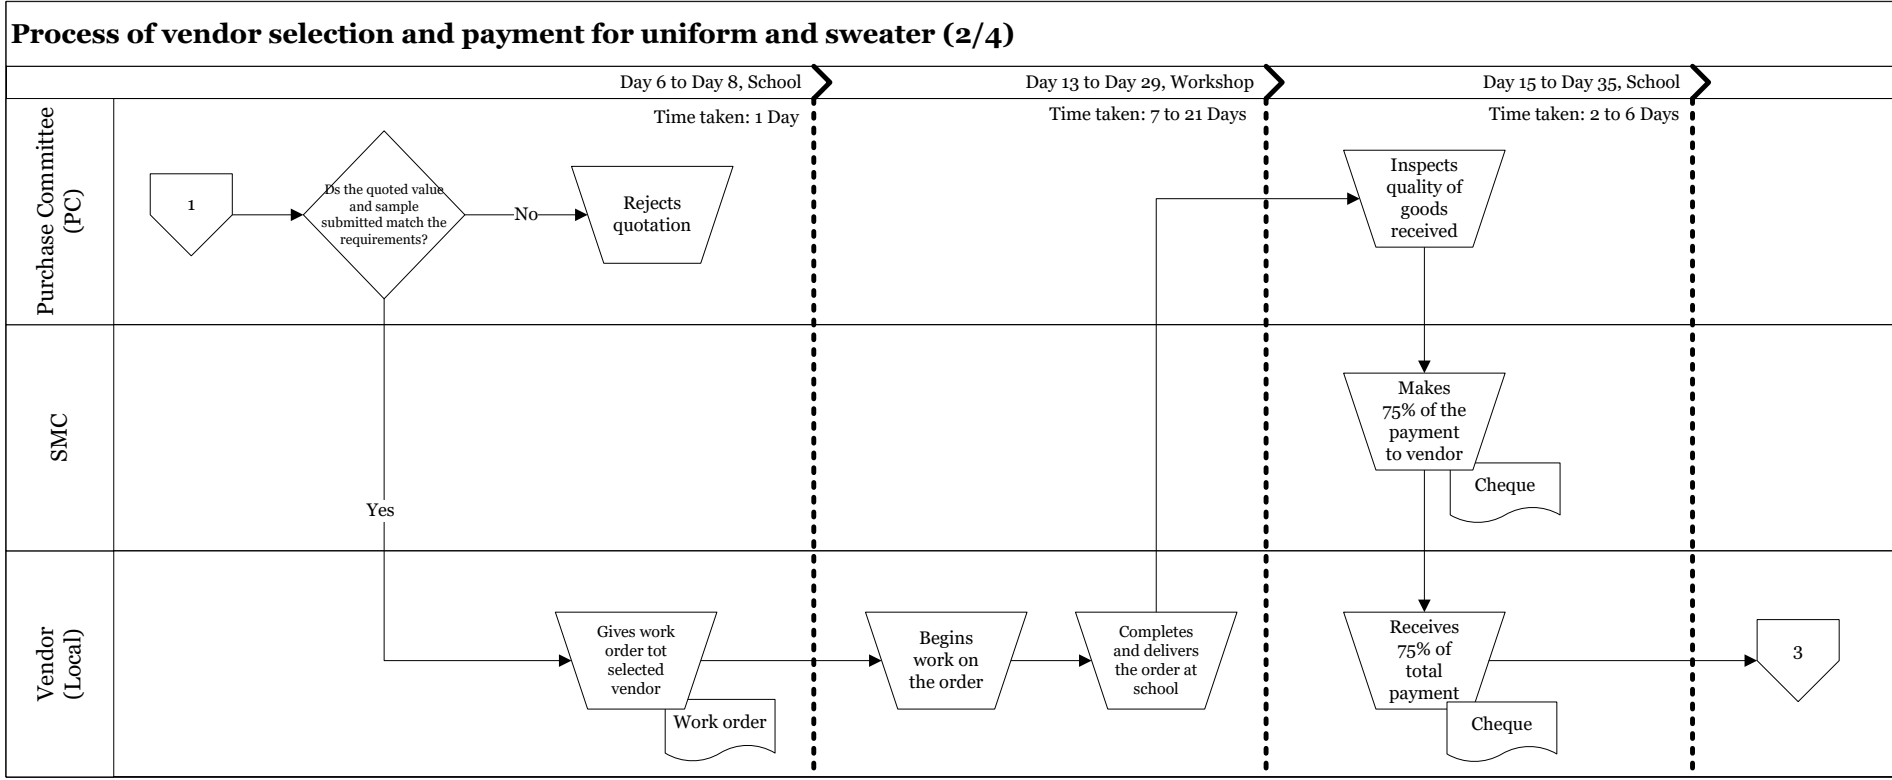 Process of vendor selection and payment for uniform and sweater (2/4)
Day 6 to Day 8, School
Day 13 to Day 29, Workshop
Day 15 to Day 35, School
Purchase Committee
(PC)
Time taken: 1 Day
Time taken: 7 to 21 Days
Time taken: 2 to 6 Days
1
Ds the quoted value
and sample
submitted match the
requirements?
No
Rejects
quotation
Inspects
quality of
goods
received
SMC
Yes
Makes
75% of the
payment
to vendor
Cheque
Vendor
(Local)
Gives work
order tot
selected
vendor
Work order
Begins
work on
the order
Completes
and delivers
the order at
school
Receives
75% of
total
payment
Cheque
3